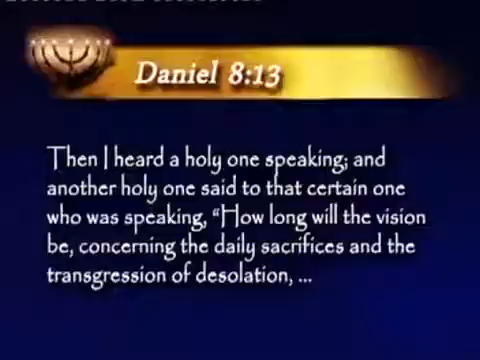 Daniel 8:13
Then I heard a holy one speaking; and
another holy one said to that certain one
who was speaking, “How long will the vision
be, concerning the daily sacrifices and the
transgression of desolation, ...